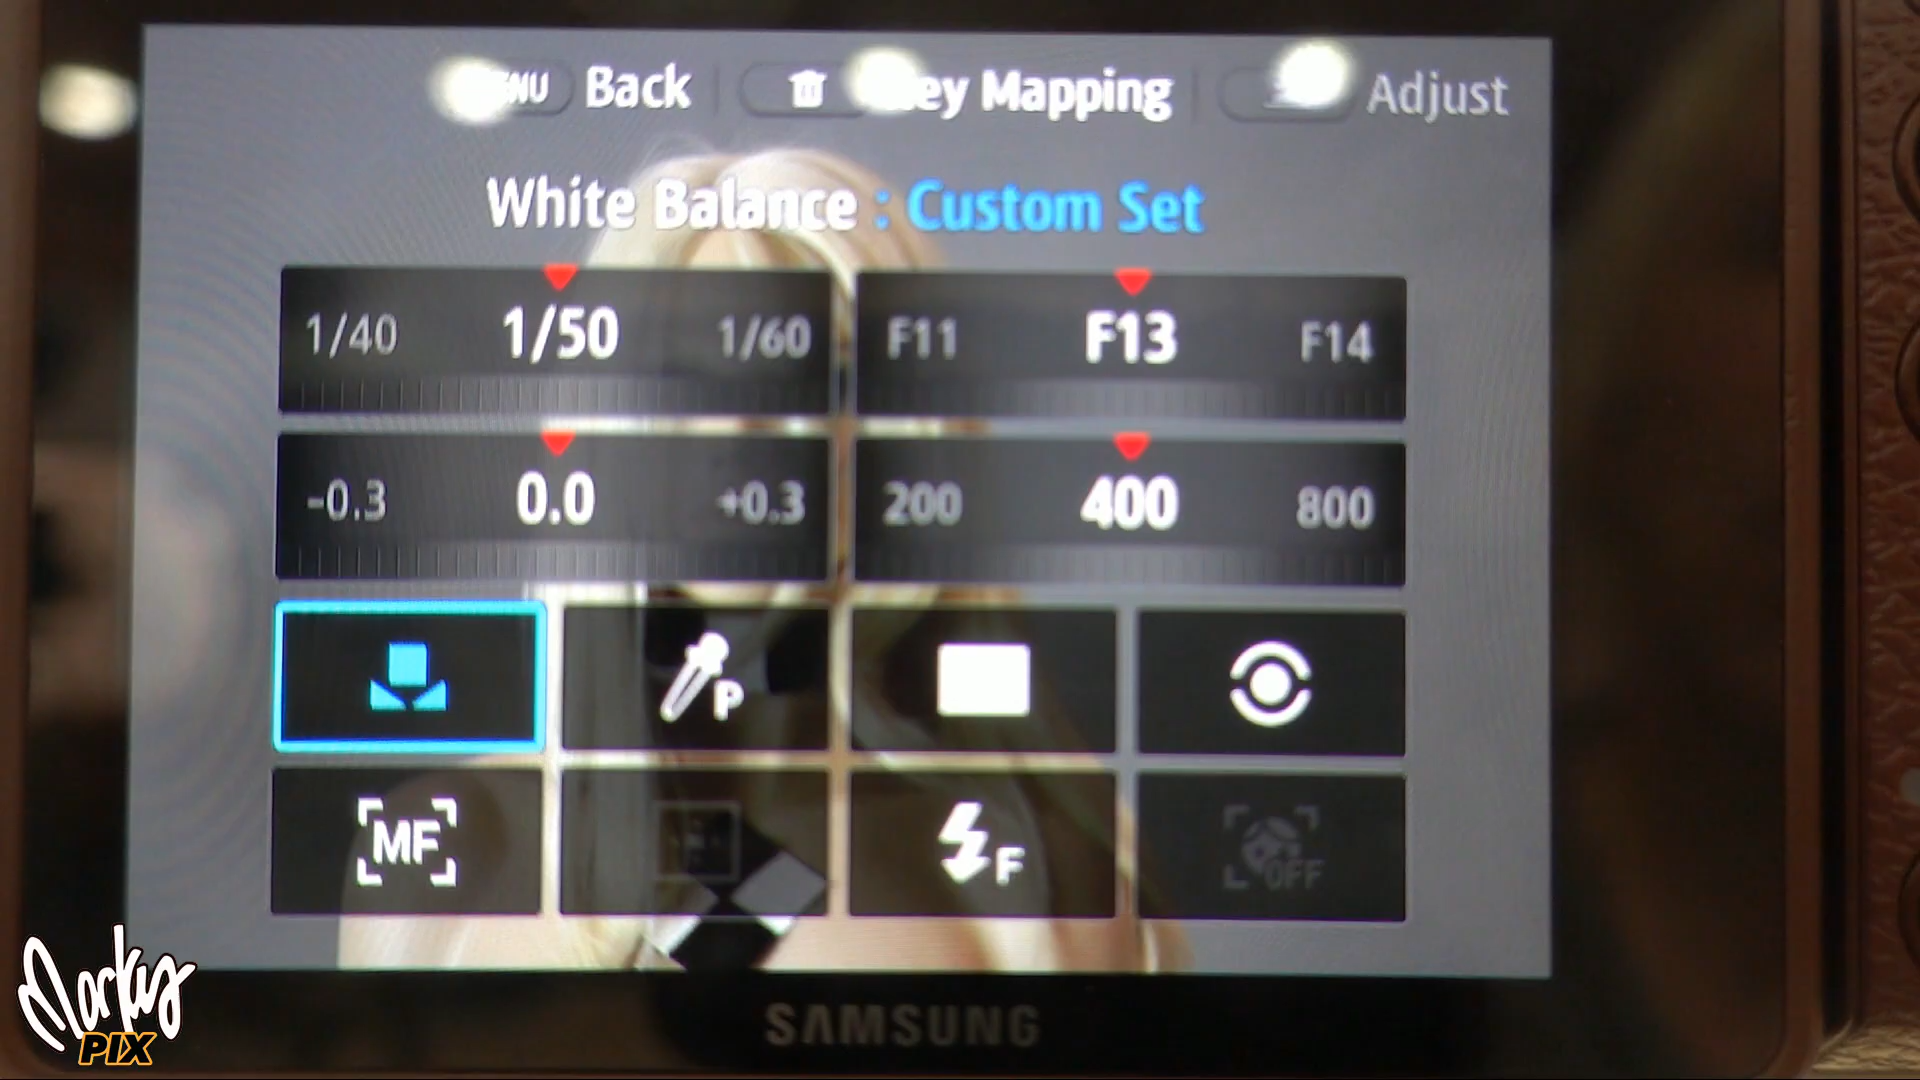 Back Mapping Adjust
White Balance : Custom Set
1/40 1/50 1/60 F11 F13 F14
-0.3 0.0 +0.3 200 400 800
P
MF F OFF
SAMSUNG
PIX